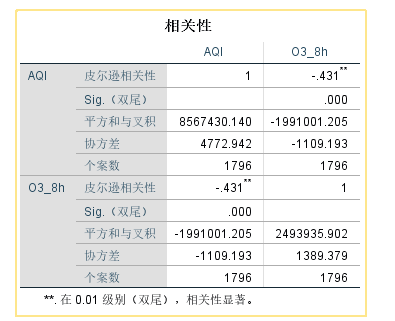 相关性
AQI O3_8h
AQI 皮尔逊相关性 1 -.431**
Sig.（双尾） .000
平方和与叉积 8567430.140 -1991001.205
协方差 4772.942 -1109.193
个案数 1796 1796
O3_8h 皮尔逊相关性 -.431** 1
Sig.（双尾） .000
平方和与叉积 -1991001.205 2493935.902
协方差 -1109.193 1389.379
个案数 1796 1796
**. 在 0.01 级别（双尾），相关性显著。